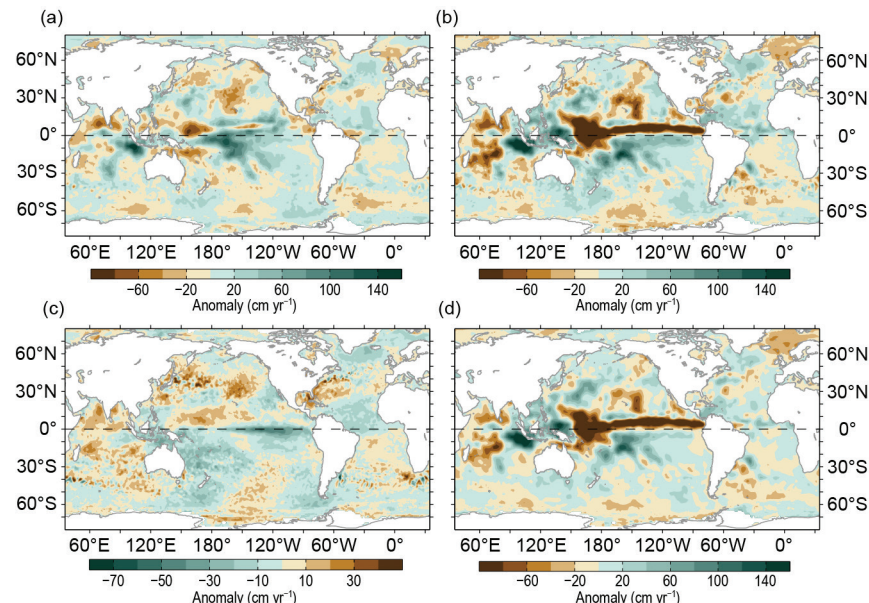 (a) (b)
60°N 60°N
30°N 30°N
0° 0°
30°S 30°S
60°S 60°S
60°E 120°E 180° 120°W 60°W 0° 60°E 120°E 180° 120°W 60°W 0°
−60 −20 20 60 100 140 −60 −20 20 60 100 140
Anomaly (cm yr⁻¹) Anomaly (cm yr⁻¹)
(c) (d)
60°N 60°N
30°N 30°N
0° 0°
30°S 30°S
60°S 60°S
60°E 120°E 180° 120°W 60°W 0° 60°E 120°E 180° 120°W 60°W 0°
−70 −50 −30 −10 10 30 −60 −20 20 60 100 140
Anomaly (cm yr⁻¹) Anomaly (cm yr⁻¹)